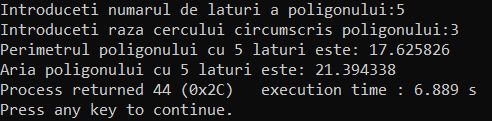 Introduceti numarul de laturi a poligonului:5
Introduceti raza cercului circumscris poligonului:3
Perimetrul poligonului cu 5 laturi este: 17.625826
Aria poligonului cu 5 laturi este: 21.394338
Process returned 44 (0x2C)   execution time : 6.889 s
Press any key to continue.